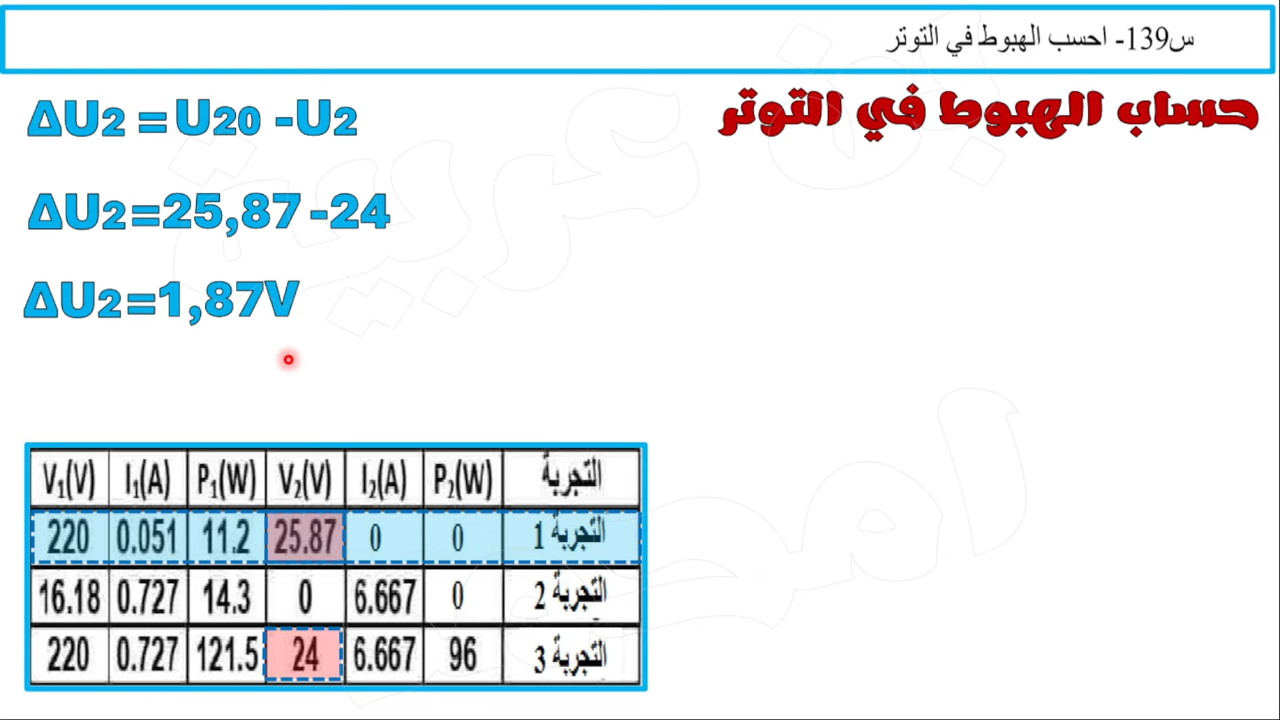 س139- احسب الهبوط في التوتر
حساب الهبوط في التوتر
ΔU2 = U20 -U2
ΔU2=25,87 -24
ΔU2=1,87V
V₁(V) I₁(A) P₁(W) V₂(V) I₂(A) P₂(W) التجربة
220 0.051 11.2 25.87 0 0 التجربة 1
16.18 0.727 14.3 0 6.667 0 التجربة 2
220 0.727 121.5 24 6.667 96 التجربة 3